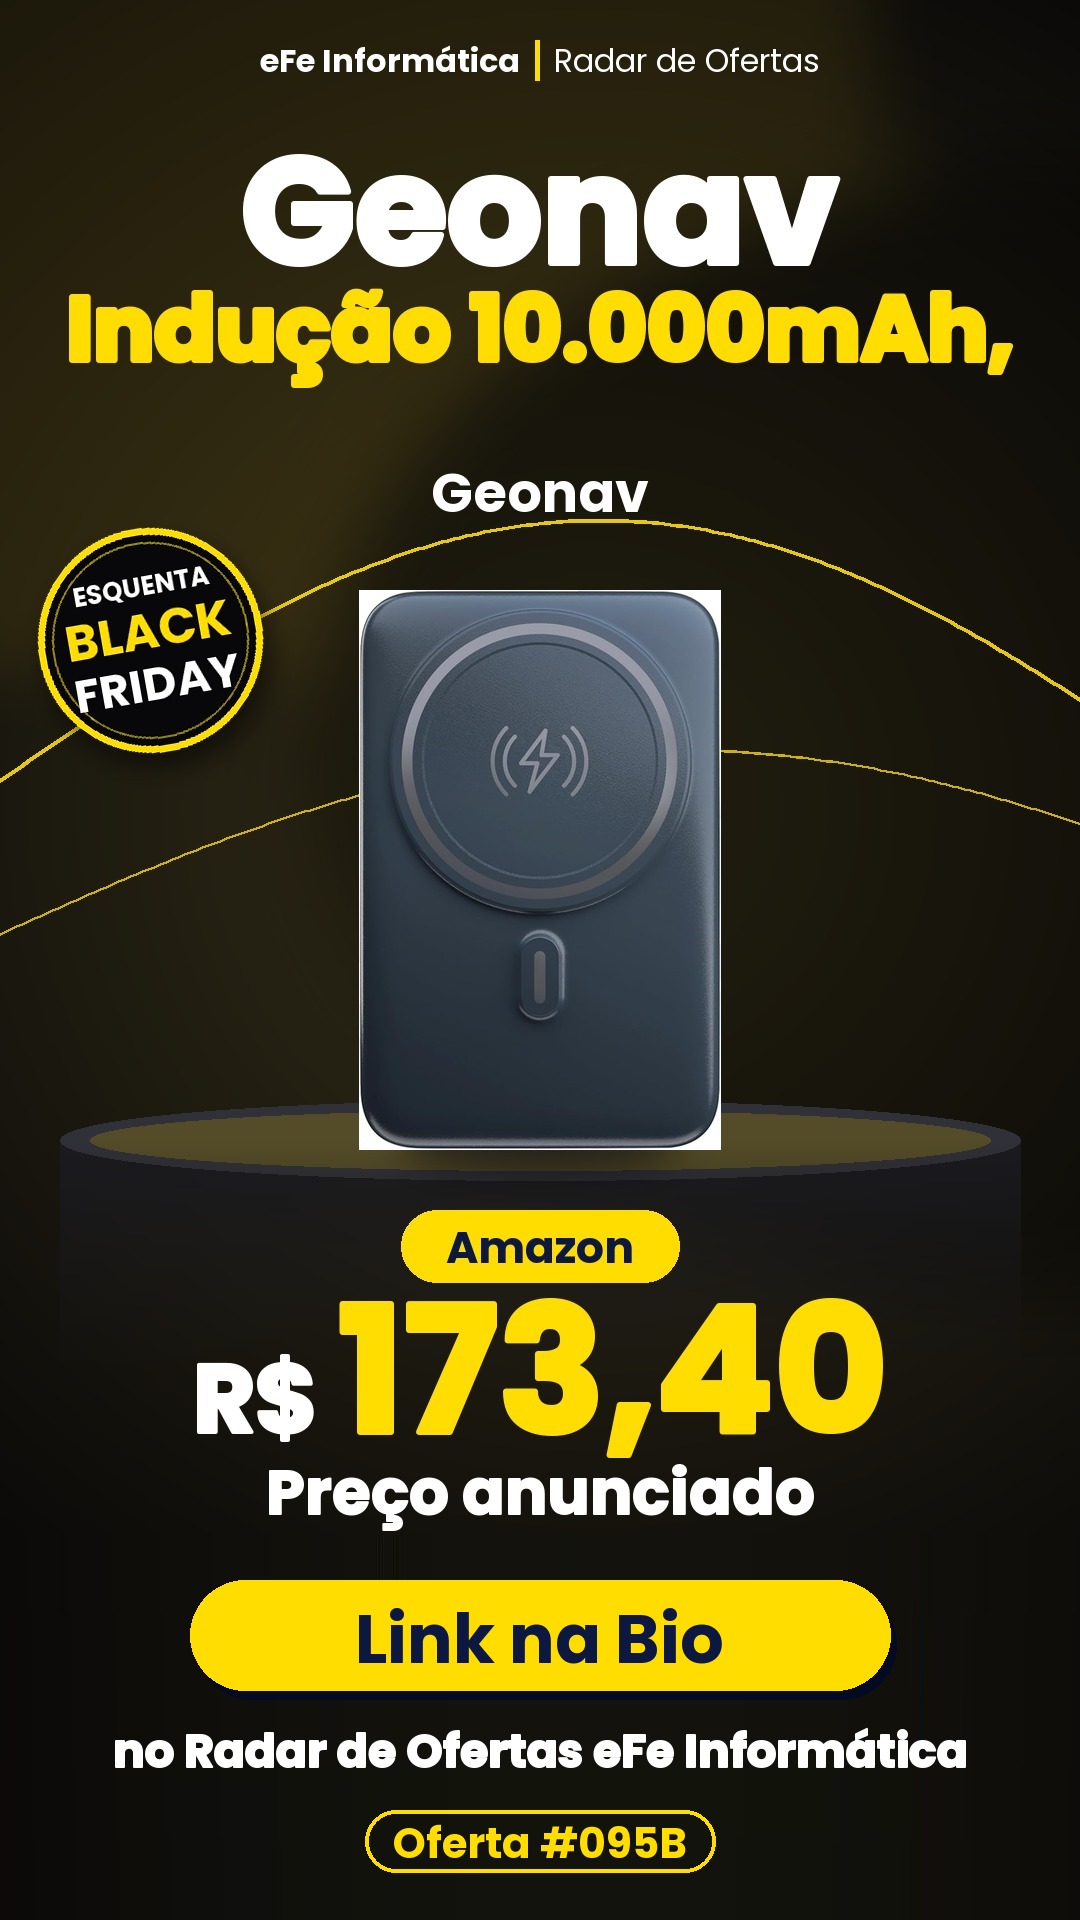 eFe Informática | Radar de Ofertas
Geonav
Indução 10.000mAh,
Geonav
ESQUENTA
BLACK
FRIDAY
Amazon
R$ 173,40
Preço anunciado
Link na Bio
no Radar de Ofertas eFe Informática
Oferta #095B